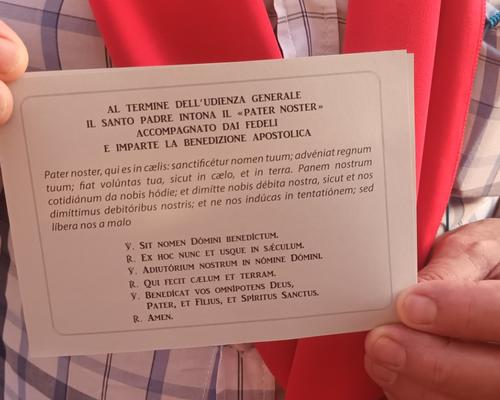 AL TERMINE DELL'UDIENZA GENERALE
IL SANTO PADRE INTONA IL «PATER NOSTER»
ACCOMPAGNATO DAI FEDELI
E IMPARTE LA BENEDIZIONE APOSTOLICA
Pater noster, qui es in cælis: sanctificétur nomen tuum; advéniat regnum
tuum; fiat volúntas tua, sicut in cælo, et in terra. Panem nostrum
cotidiánum da nobis hódie; et dimitte nobis débita nostra, sicut et nos
dimíttimus debitóribus nostris; et ne nos indúcas in tentatiónem; sed
líbera nos a malo
℣. SIT NOMEN DÓMINI BENEDICTUM.
R. EX HOC NUNC ET USQUE IN SÆCULUM.
℣. ADIUTÓRIUM NOSTRUM IN NÓMINE DÓMINI.
R. QUI FECIT CÆLUM ET TERRAM.
℣. BENEDÍCAT VOS OMNÍPOTENS DEUS,
PATER, ET FILIUS, ET SPÍRITUS SANCTUS.
R. AMEN.